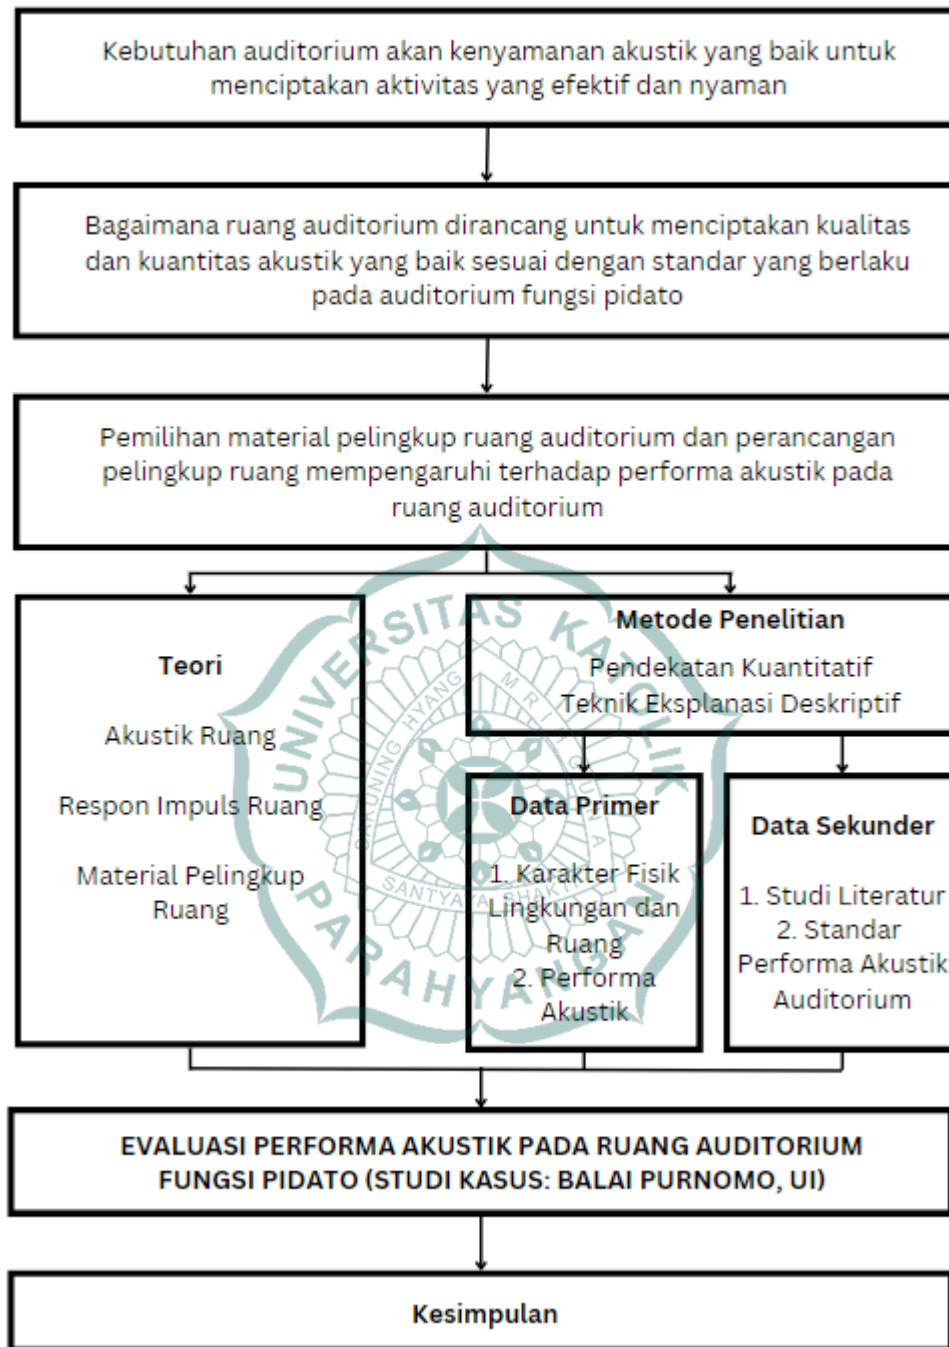 Kebutuhan auditorium akan kenyamanan akustik yang baik untuk
menciptakan aktivitas yang efektif dan nyaman
Bagaimana ruang auditorium dirancang untuk menciptakan kualitas
dan kuantitas akustik yang baik sesuai dengan standar yang berlaku
pada auditorium fungsi pidato
Pemilihan material pelingkup ruang auditorium dan perancangan
pelingkup ruang mempengaruhi terhadap performa akustik pada
ruang auditorium
Teori
Akustik Ruang
Respon Impuls Ruang
Material Pelingkup
Ruang
Metode Penelitian
Pendekatan Kuantitatif
Teknik Eksplanasi Deskriptif
Data Primer
1. Karakter Fisik
Lingkungan dan
Ruang
2. Performa
Akustik
Data Sekunder
1. Studi Literatur
2. Standar
Performa Akustik
Auditorium
UNIVERSITAS KATOLIK
PARAHYANGAN
SANTYAYA
EVALUASI PERFORMA AKUSTIK PADA RUANG AUDITORIUM
FUNGSI PIDATO (STUDI KASUS: BALAI PURNOMO, UI)
Kesimpulan